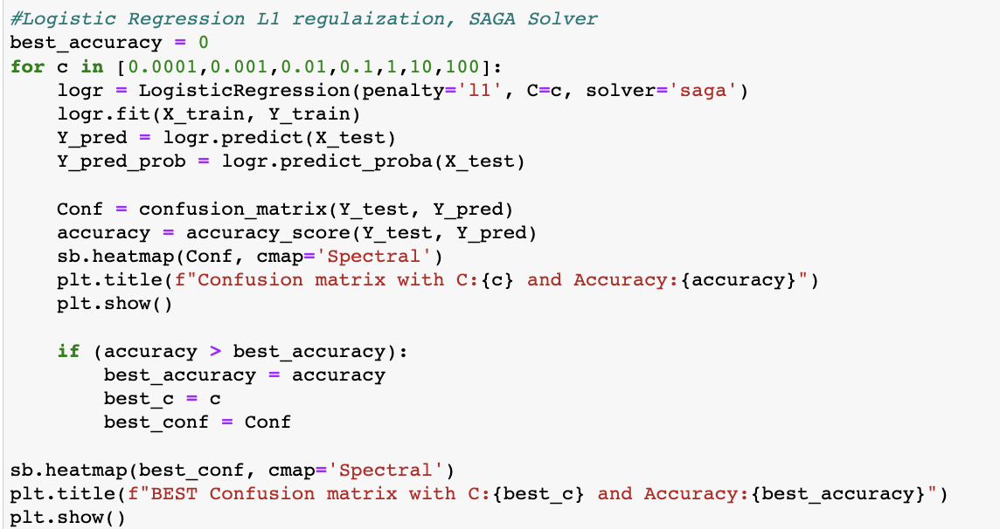 #Logistic Regression L1 regulaization, SAGA Solver
best_accuracy = 0
for c in [0.0001,0.001,0.01,0.1,1,10,100]:
    logr = LogisticRegression(penalty='l1', C=c, solver='saga')
    logr.fit(X_train, Y_train)
    Y_pred = logr.predict(X_test)
    Y_pred_prob = logr.predict_proba(X_test)

    Conf = confusion_matrix(Y_test, Y_pred)
    accuracy = accuracy_score(Y_test, Y_pred)
    sb.heatmap(Conf, cmap='Spectral')
    plt.title(f"Confusion matrix with C:{c} and Accuracy:{accuracy}")
    plt.show()

    if (accuracy > best_accuracy):
        best_accuracy = accuracy
        best_c = c
        best_conf = Conf

sb.heatmap(best_conf, cmap='Spectral')
plt.title(f"BEST Confusion matrix with C:{best_c} and Accuracy:{best_accuracy}")
plt.show()